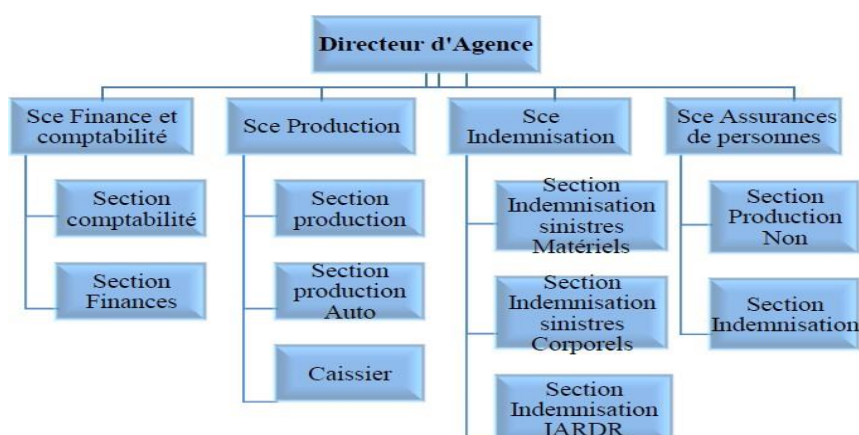 Directeur d'Agence
Sce Finance et
comptabilité
Sce Production
Sce
Indemnisation
Sce Assurances
de personnes
Section
comptabilité
Section
Finances
Section
production
Section
production
Auto
Caissier
Section
Indemnisation
sinistres
Matériels
Section
Indemnisation
sinistres
Corporels
Section
Indemnisation
IARDR
Section
Production
Non
Section
Indemnisation